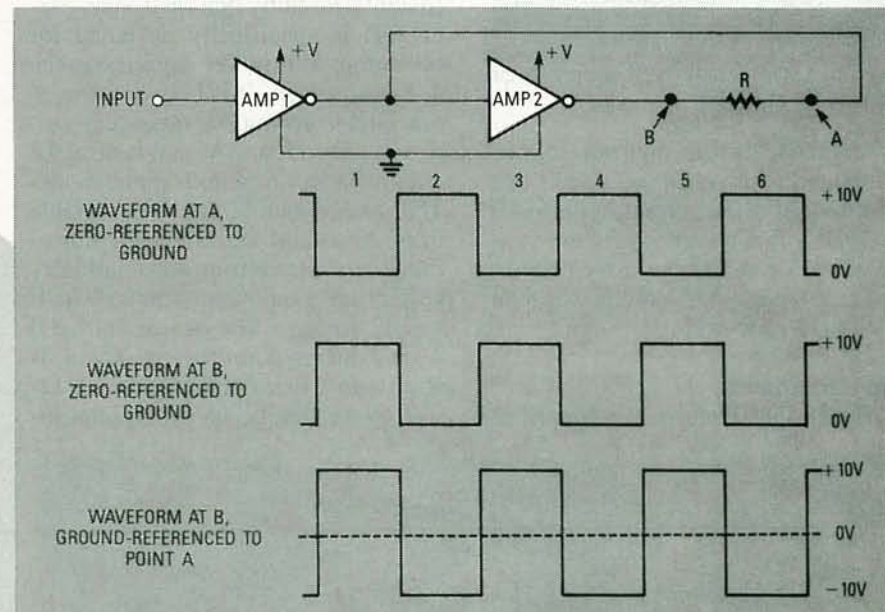 +V
+V
R
INPUT
AMP 1
AMP 2
B
A
1 2 3 4 5 6
WAVEFORM AT A,
ZERO-REFERENCED TO
GROUND
+10V
0V
WAVEFORM AT B,
ZERO-REFERENCED TO
GROUND
+10V
0V
WAVEFORM AT B,
GROUND-REFERENCED TO
POINT A
+10V
0V
−10V